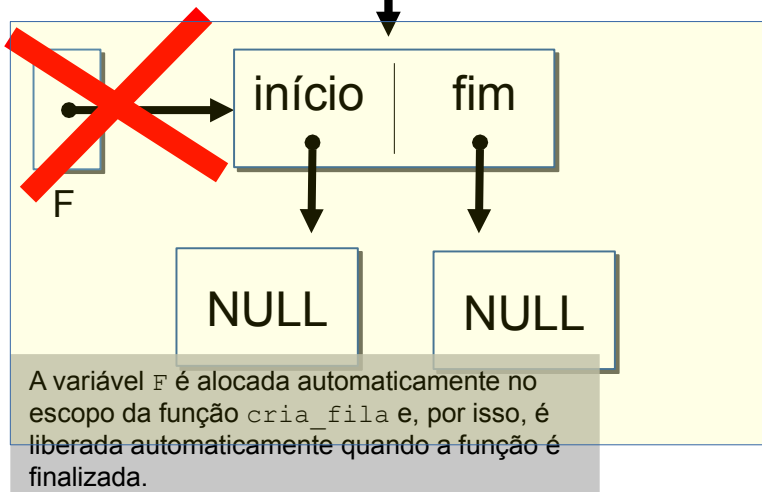 início fim
F
NULL NULL
A variável F é alocada automaticamente no
escopo da função cria_fila e, por isso, é
liberada automaticamente quando a função é
finalizada.